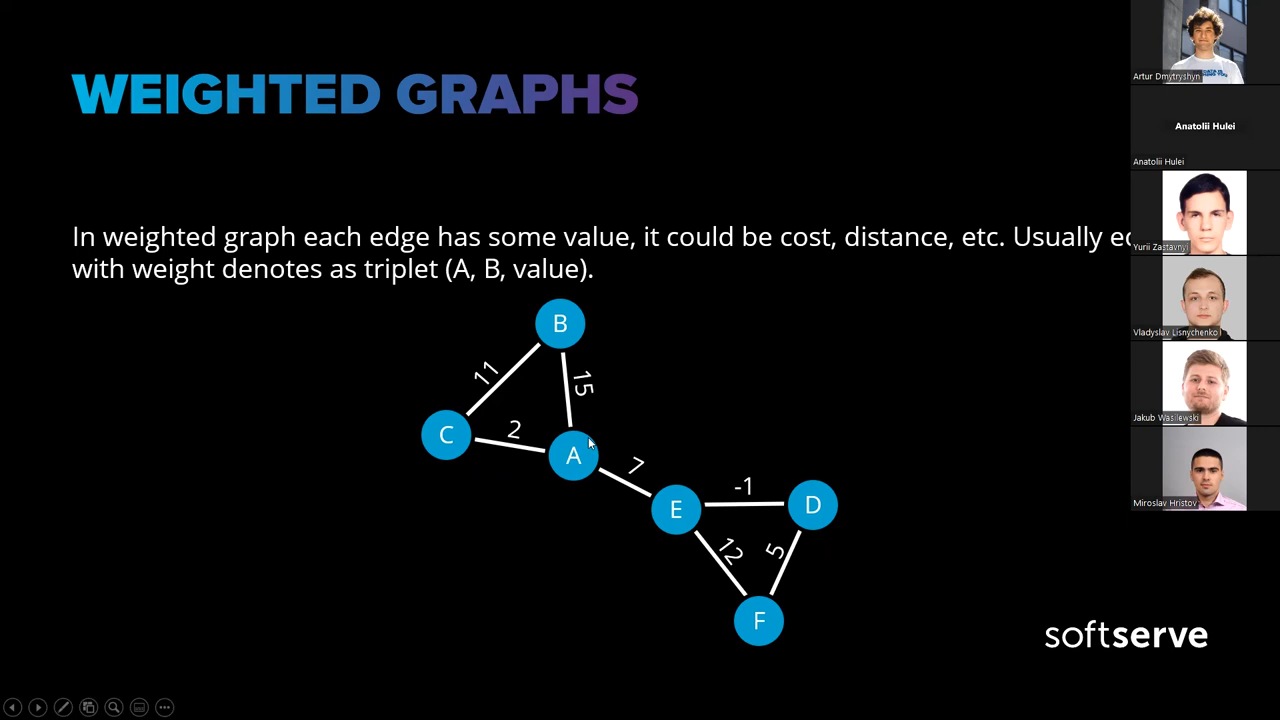 WEIGHTED GRAPHS
In weighted graph each edge has some value, it could be cost, distance, etc. Usually
with weight denotes as triplet (A, B, value).
B
11
15
C
2
A
7
E
-1
D
12
5
F
softserve
Artur Dmytryshyn
Anatolii Hulei
Anatolii Hulei
Yurii Zastavnyi
Vladyslav Lisnychenko
Jakub Wasilewski
Miroslav Hristov